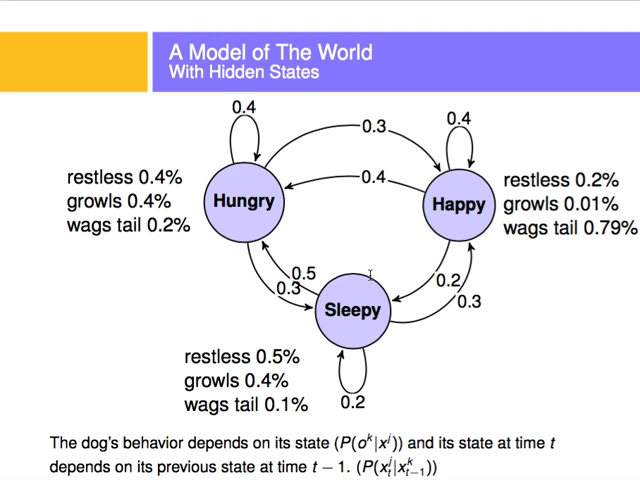 A Model of The World
With Hidden States
0.4
0.3
0.4
0.4
restless 0.4%
growls 0.4%
wags tail 0.2%
Hungry
Happy
restless 0.2%
growls 0.01%
wags tail 0.79%
0.5
0.3
0.2
0.3
Sleepy
restless 0.5%
growls 0.4%
wags tail 0.1%
0.2
The dog's behavior depends on its state (P(o^k|x^j)) and its state at time t
depends on its previous state at time t − 1. (P(x_t^j|x_{t−1}^k))